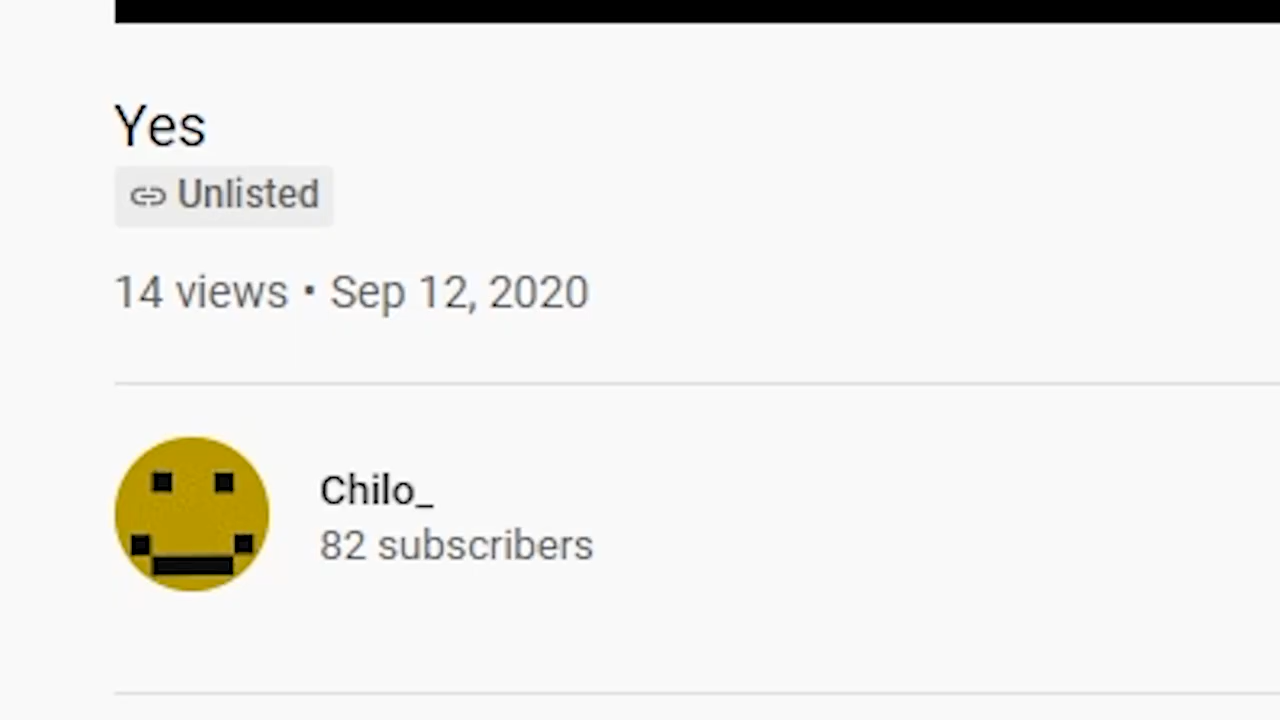 Yes
Unlisted
14 views • Sep 12, 2020
Chilo_
82 subscribers